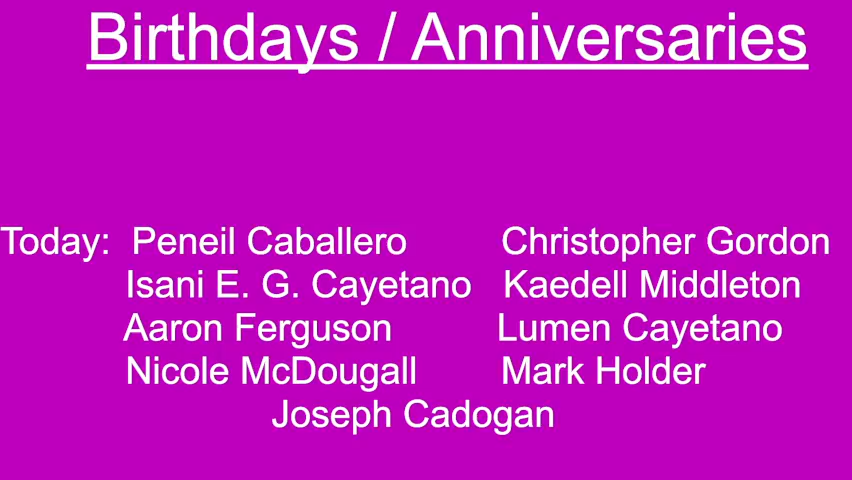 Birthdays / Anniversaries
Today: Peneil Caballero Christopher Gordon
Isani E. G. Cayetano Kaedell Middleton
Aaron Ferguson Lumen Cayetano
Nicole McDougall Mark Holder
Joseph Cadogan